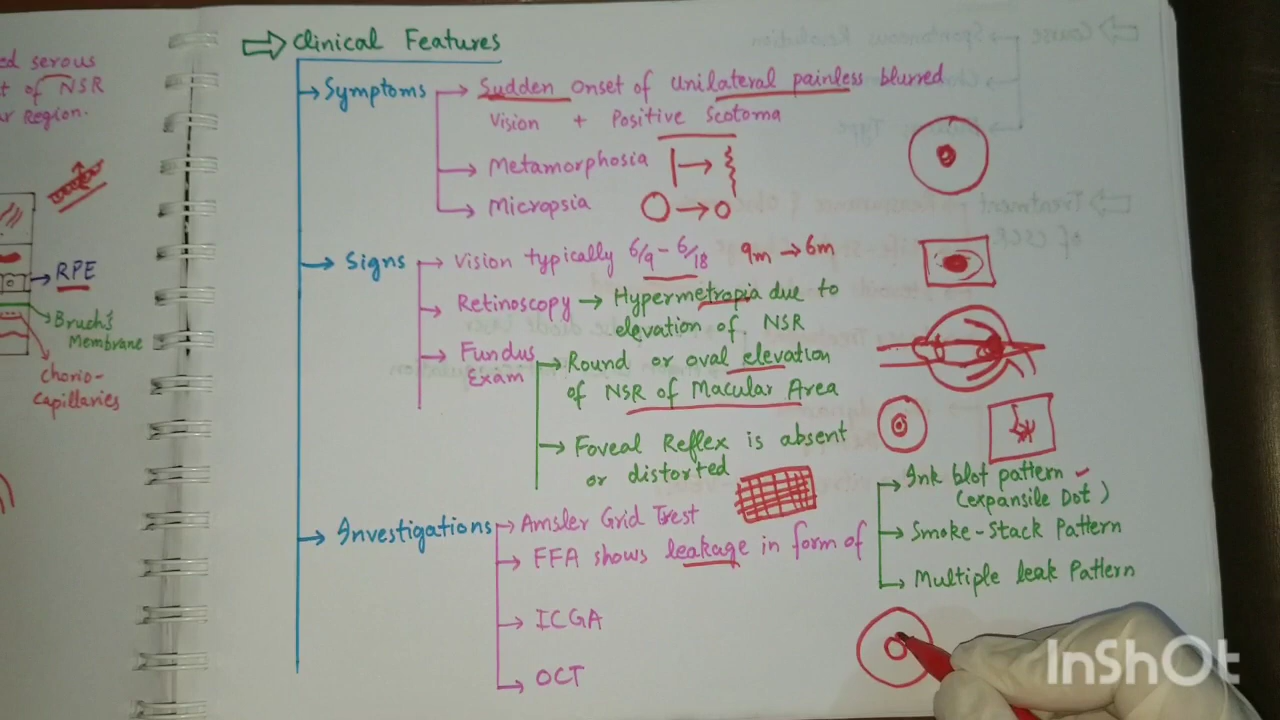 ed serous
t of NSR
r Region.
RPE
Bruch's
Membrane
Chorio-
Capillaries
Clinical Features
Symptoms
Sudden onset of Unilateral painless blurred
Vision + Positive Scotoma
Metamorphosia
Micropsia
Signs
Vision typically 6/9 - 6/18 9m → 6m
Retinoscopy → Hypermetropia due to
elevation of NSR
Fundus
Exam
Round or oval elevation
of NSR of Macular Area
Foveal Reflex is absent
or distorted
Investigations
Amsler Grid Trest
FFA shows leakage in form of
Ink blot pattern
(expansile Dot)
Smoke-Stack Pattern
Multiple leak Pattern
ICGA
OCT
InShOt